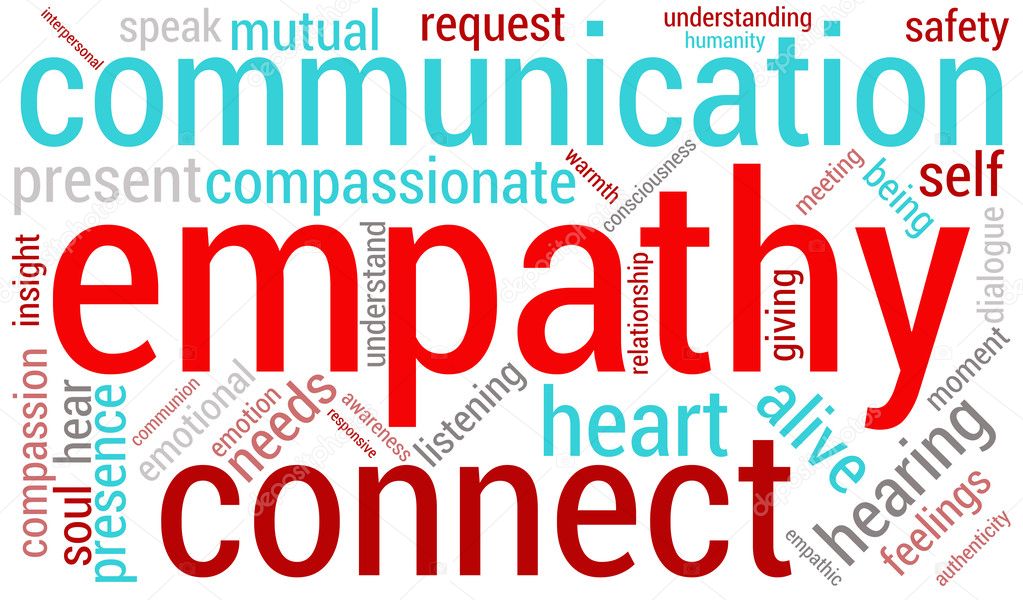 interpersonal
speak
mutual
request
understanding
humanity
safety
communication
present
compassionate
warmth
consciousness
meeting
being
self
empathy
insight
understand
relationship
giving
dialogue
compassion
soul
hear
presence
communion
emotional
emotion
needs
responsive
awareness
listening
heart
alive
moment
hearing
connect
empathic
feelings
authenticity